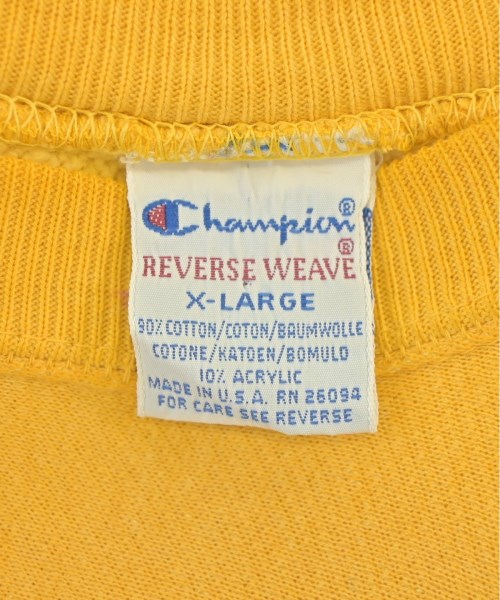 Champion®
REVERSE WEAVE®
X-LARGE
90% COTTON/COTON/BAUMWOLLE
COTONE/KATOEN/BOMULD
10% ACRYLIC
MADE IN U.S.A. RN 26094
FOR CARE SEE REVERSE